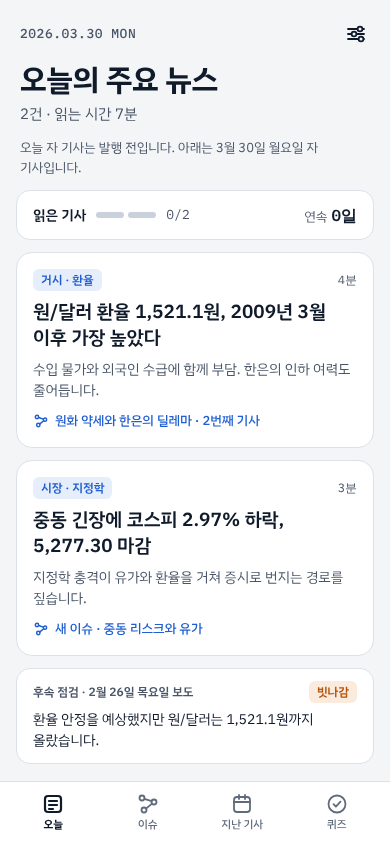 2026.03.30 MON
오늘의 주요 뉴스
2건 · 읽는 시간 7분
오늘 자 기사는 발행 전입니다. 아래는 3월 30일 월요일 자
기사입니다.
읽은 기사 0/2 연속 0일
거시 · 환율 4분
원/달러 환율 1,521.1원, 2009년 3월
이후 가장 높았다
수입 물가와 외국인 수급에 함께 부담. 한은의 인하 여력도
줄어듭니다.
원화 약세와 한은의 딜레마 · 2번째 기사
시장 · 지정학 3분
중동 긴장에 코스피 2.97% 하락,
5,277.30 마감
지정학 충격이 유가와 환율을 거쳐 증시로 번지는 경로를
짚습니다.
새 이슈 · 중동 리스크와 유가
후속 점검 · 2월 26일 목요일 보도 빗나감
환율 안정을 예상했지만 원/달러는 1,521.1원까지
올랐습니다.
오늘 이슈 지난 기사 퀴즈